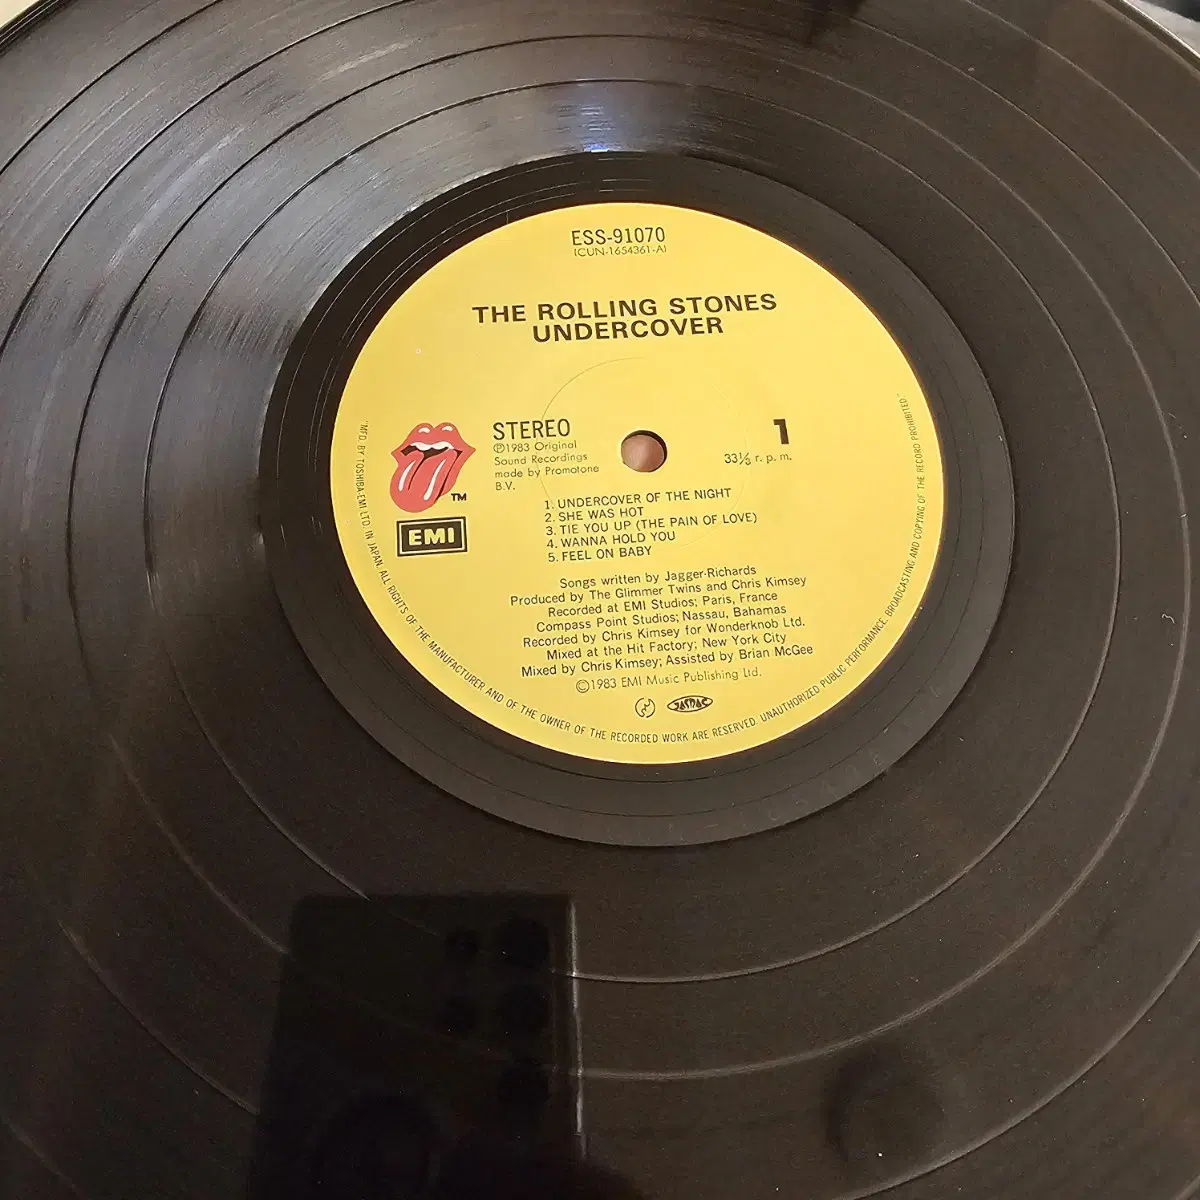 ESS-91070
(CUN-1654361-A)
THE ROLLING STONES
UNDERCOVER
STEREO
Ⓟ1983 Original
Sound Recordings
made by Promotone
B.V.
1
33⅓ r. p. m.
TM
EMI
1. UNDERCOVER OF THE NIGHT
2. SHE WAS HOT
3. TIE YOU UP (THE PAIN OF LOVE)
4. WANNA HOLD YOU
5. FEEL ON BABY
Songs written by Jagger-Richards
Produced by The Glimmer Twins and Chris Kimsey
Recorded at EMI Studios; Paris, France
Compass Point Studios; Nassau, Bahamas
Recorded by Chris Kimsey for Wonderknob Ltd.
Mixed at the Hit Factory; New York City
Mixed by Chris Kimsey; Assisted by Brian McGee
©1983 EMI Music Publishing Ltd.
JASRAC
"MFD. BY TOSHIBA-EMI LTD. IN JAPAN. ALL RIGHTS OF THE MANUFACTURER AND OF THE OWNER OF THE RECORDED WORK ARE RESERVED. UNAUTHORIZED PUBLIC PERFORMANCE. BROADCASTING AND COPYING OF THE RECORD PROHIBITED."